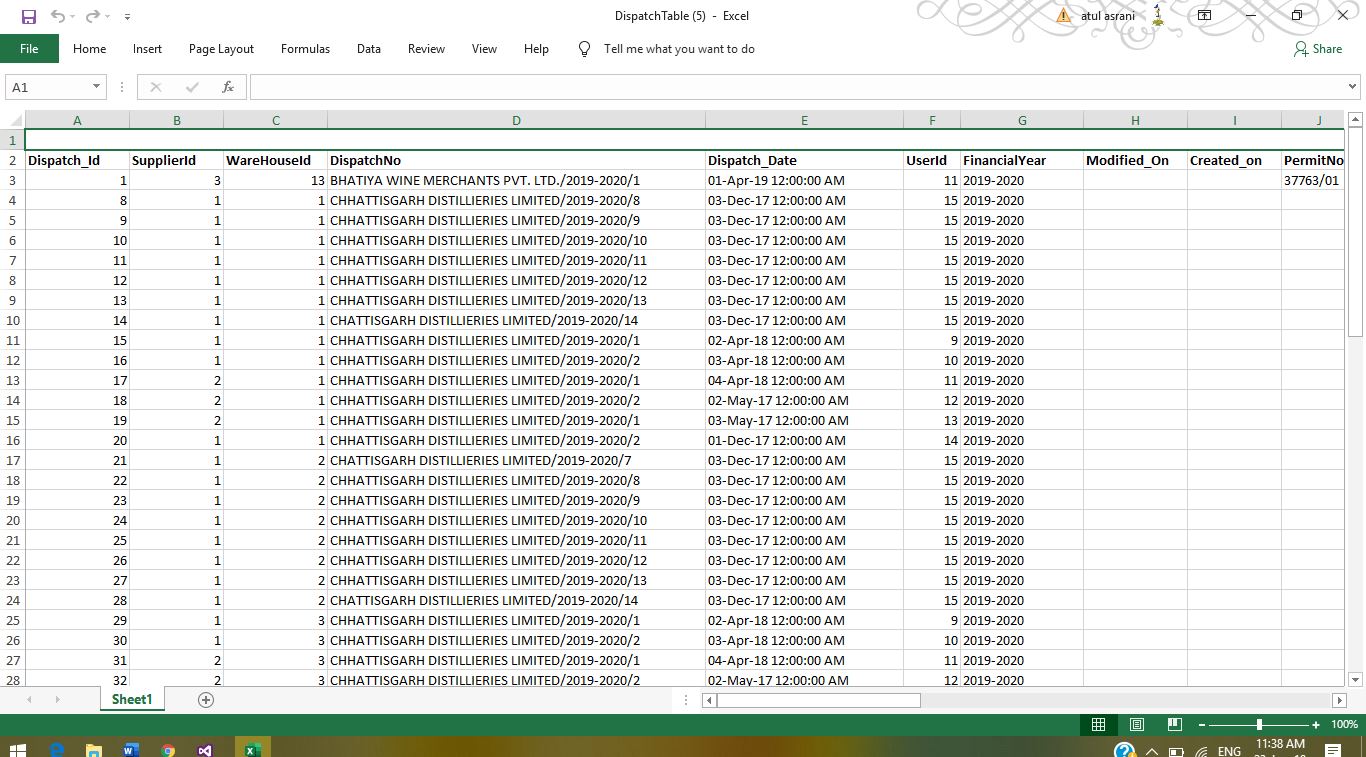 DispatchTable (5) - Excel
atul asrani
File Home Insert Page Layout Formulas Data Review View Help Tell me what you want to do Share
A1 fx
A B C D E F G H I J
1
2 Dispatch_Id SupplierId WareHouseId DispatchNo Dispatch_Date UserId FinancialYear Modified_On Created_on PermitNo
3 1 3 13 BHATIYA WINE MERCHANTS PVT. LTD./2019-2020/1 01-Apr-19 12:00:00 AM 11 2019-2020 37763/01
4 8 1 1 CHHATTISGARH DISTILLIERIES LIMITED/2019-2020/8 03-Dec-17 12:00:00 AM 15 2019-2020
5 9 1 1 CHHATTISGARH DISTILLIERIES LIMITED/2019-2020/9 03-Dec-17 12:00:00 AM 15 2019-2020
6 10 1 1 CHHATTISGARH DISTILLIERIES LIMITED/2019-2020/10 03-Dec-17 12:00:00 AM 15 2019-2020
7 11 1 1 CHHATTISGARH DISTILLIERIES LIMITED/2019-2020/11 03-Dec-17 12:00:00 AM 15 2019-2020
8 12 1 1 CHHATTISGARH DISTILLIERIES LIMITED/2019-2020/12 03-Dec-17 12:00:00 AM 15 2019-2020
9 13 1 1 CHHATTISGARH DISTILLIERIES LIMITED/2019-2020/13 03-Dec-17 12:00:00 AM 15 2019-2020
10 14 1 1 CHATTISGARH DISTILLIERIES LIMITED/2019-2020/14 03-Dec-17 12:00:00 AM 15 2019-2020
11 15 1 1 CHHATTISGARH DISTILLIERIES LIMITED/2019-2020/1 02-Apr-18 12:00:00 AM 9 2019-2020
12 16 1 1 CHHATTISGARH DISTILLIERIES LIMITED/2019-2020/2 03-Apr-18 12:00:00 AM 10 2019-2020
13 17 2 1 CHHATTISGARH DISTILLIERIES LIMITED/2019-2020/1 04-Apr-18 12:00:00 AM 11 2019-2020
14 18 2 1 CHHATTISGARH DISTILLIERIES LIMITED/2019-2020/2 02-May-17 12:00:00 AM 12 2019-2020
15 19 2 1 CHHATTISGARH DISTILLIERIES LIMITED/2019-2020/1 03-May-17 12:00:00 AM 13 2019-2020
16 20 1 1 CHHATTISGARH DISTILLIERIES LIMITED/2019-2020/2 01-Dec-17 12:00:00 AM 14 2019-2020
17 21 1 2 CHATTISGARH DISTILLIERIES LIMITED/2019-2020/7 03-Dec-17 12:00:00 AM 15 2019-2020
18 22 1 2 CHHATTISGARH DISTILLIERIES LIMITED/2019-2020/8 03-Dec-17 12:00:00 AM 15 2019-2020
19 23 1 2 CHHATTISGARH DISTILLIERIES LIMITED/2019-2020/9 03-Dec-17 12:00:00 AM 15 2019-2020
20 24 1 2 CHHATTISGARH DISTILLIERIES LIMITED/2019-2020/10 03-Dec-17 12:00:00 AM 15 2019-2020
21 25 1 2 CHHATTISGARH DISTILLIERIES LIMITED/2019-2020/11 03-Dec-17 12:00:00 AM 15 2019-2020
22 26 1 2 CHHATTISGARH DISTILLIERIES LIMITED/2019-2020/12 03-Dec-17 12:00:00 AM 15 2019-2020
23 27 1 2 CHHATTISGARH DISTILLIERIES LIMITED/2019-2020/13 03-Dec-17 12:00:00 AM 15 2019-2020
24 28 1 2 CHATTISGARH DISTILLIERIES LIMITED/2019-2020/14 03-Dec-17 12:00:00 AM 15 2019-2020
25 29 1 3 CHHATTISGARH DISTILLIERIES LIMITED/2019-2020/1 02-Apr-18 12:00:00 AM 9 2019-2020
26 30 1 3 CHHATTISGARH DISTILLIERIES LIMITED/2019-2020/2 03-Apr-18 12:00:00 AM 10 2019-2020
27 31 2 3 CHHATTISGARH DISTILLIERIES LIMITED/2019-2020/1 04-Apr-18 12:00:00 AM 11 2019-2020
28 32 2 3 CHHATTISGARH DISTILLIERIES LIMITED/2019-2020/2 02-May-17 12:00:00 AM 12 2019-2020
Sheet1
100%
ENG 11:38 AM